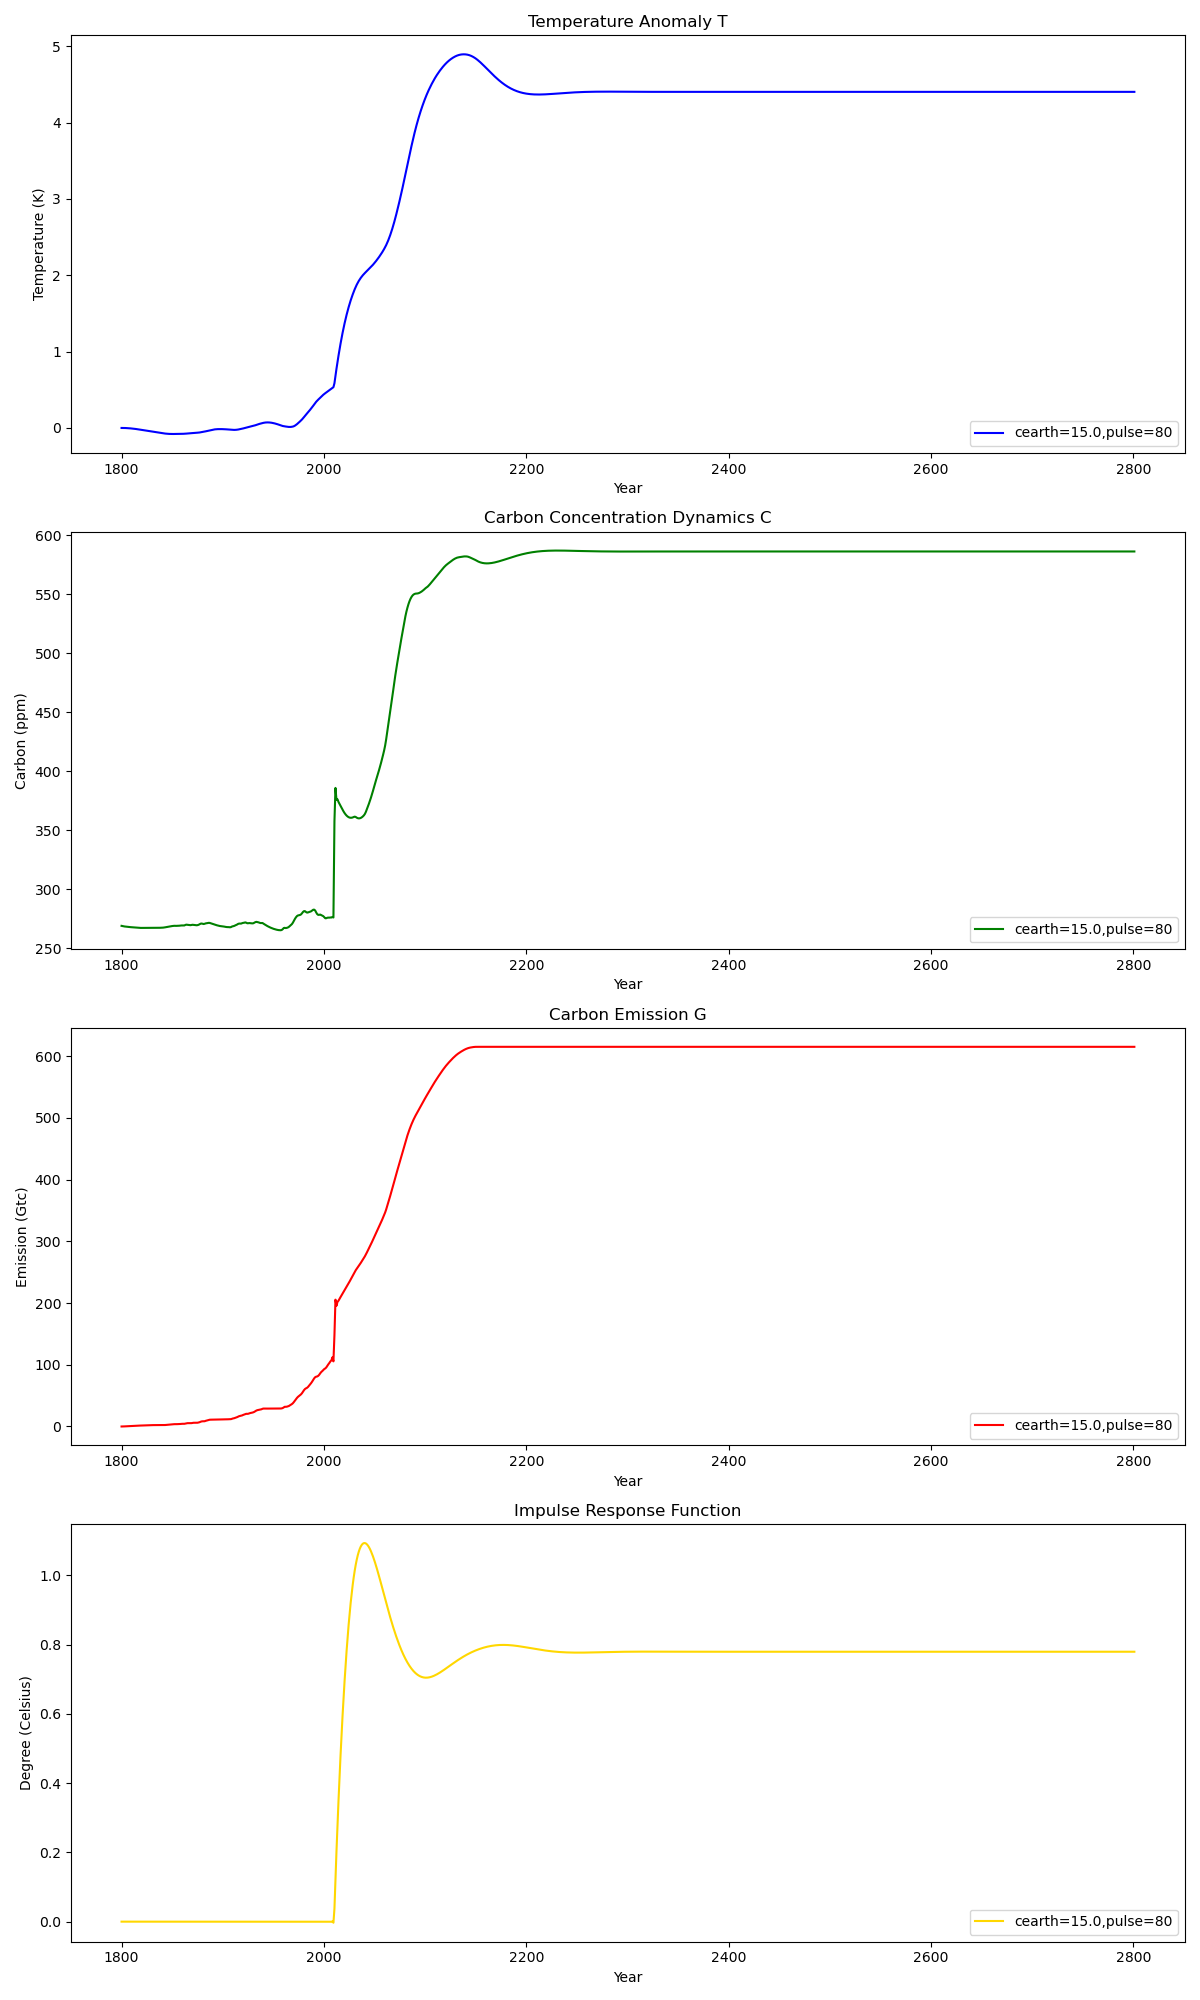 Temperature Anomaly T
5
4
3
2
1
0
Temperature (K)
cearth=15.0,pulse=80
1800 2000 2200 2400 2600 2800
Year
Carbon Concentration Dynamics C
600
550
500
450
400
350
300
250
Carbon (ppm)
cearth=15.0,pulse=80
1800 2000 2200 2400 2600 2800
Year
Carbon Emission G
600
500
400
300
200
100
0
Emission (Gtc)
cearth=15.0,pulse=80
1800 2000 2200 2400 2600 2800
Year
Impulse Response Function
1.0
0.8
0.6
0.4
0.2
0.0
Degree (Celsius)
cearth=15.0,pulse=80
1800 2000 2200 2400 2600 2800
Year